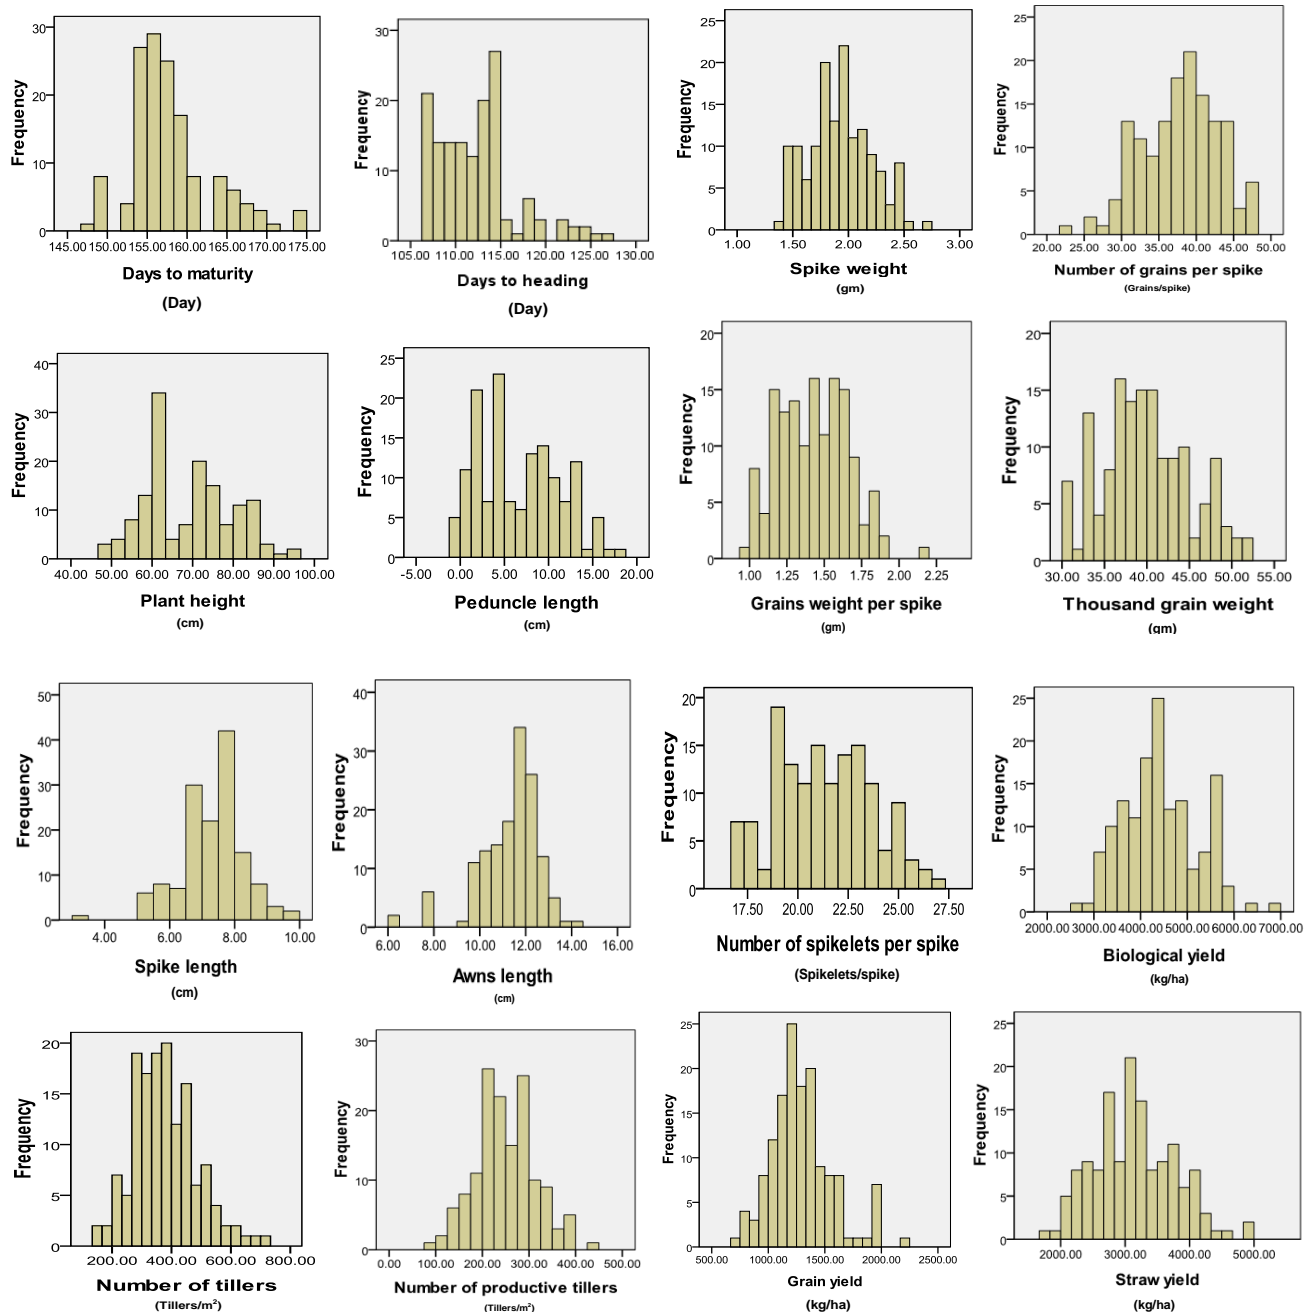 30
20
10
0
Frequency
145.00 150.00 155.00 160.00 165.00 170.00 175.00
Days to maturity
(Day)
30
20
10
0
Frequency
105.00 110.00 115.00 120.00 125.00 130.00
Days to heading
(Day)
25
20
15
10
5
0
Frequency
1.00 1.50 2.00 2.50 3.00
Spike weight
(gm)
25
20
15
10
5
0
Frequency
20.00 25.00 30.00 35.00 40.00 45.00 50.00
Number of grains per spike
(Grains/spike)
40
30
20
10
0
Frequency
40.00 50.00 60.00 70.00 80.00 90.00 100.00
Plant height
(cm)
25
20
15
10
5
0
Frequency
-5.00 0.00 5.00 10.00 15.00 20.00
Peduncle length
(cm)
20
15
10
5
0
Frequency
1.00 1.25 1.50 1.75 2.00 2.25
Grains weight per spike
(gm)
20
15
10
5
0
Frequency
30.00 35.00 40.00 45.00 50.00 55.00
Thousand grain weight
(gm)
50
40
30
20
10
0
Frequency
4.00 6.00 8.00 10.00
Spike length
(cm)
40
30
20
10
0
Frequency
6.00 8.00 10.00 12.00 14.00 16.00
Awns length
(cm)
20
15
10
5
0
Frequency
17.50 20.00 22.50 25.00 27.50
Number of spikelets per spike
(Spikelets/spike)
25
20
15
10
5
0
Frequency
2000.00 3000.00 4000.00 5000.00 6000.00 7000.00
Biological yield
(kg/ha)
20
15
10
5
0
Frequency
200.00 400.00 600.00 800.00
Number of tillers
(Tillers/m²)
30
20
10
0
Frequency
0.00 100.00 200.00 300.00 400.00 500.00
Number of productive tillers
(Tillers/m²)
25
20
15
10
5
0
Frequency
500.00 1000.00 1500.00 2000.00 2500.00
Grain yield
(kg/ha)
25
20
15
10
5
0
Frequency
2000.00 3000.00 4000.00 5000.00
Straw yield
(kg/ha)